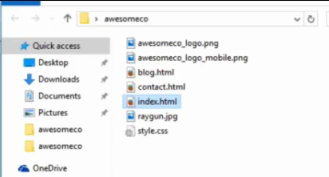 awesomeco
Quick access
Desktop
Downloads
Documents
Pictures
awesomeco
awesomeco
OneDrive
awesomeco_logo.png
awesomeco_logo_mobile.png
blog.html
contact.html
index.html
raygun.jpg
style.css